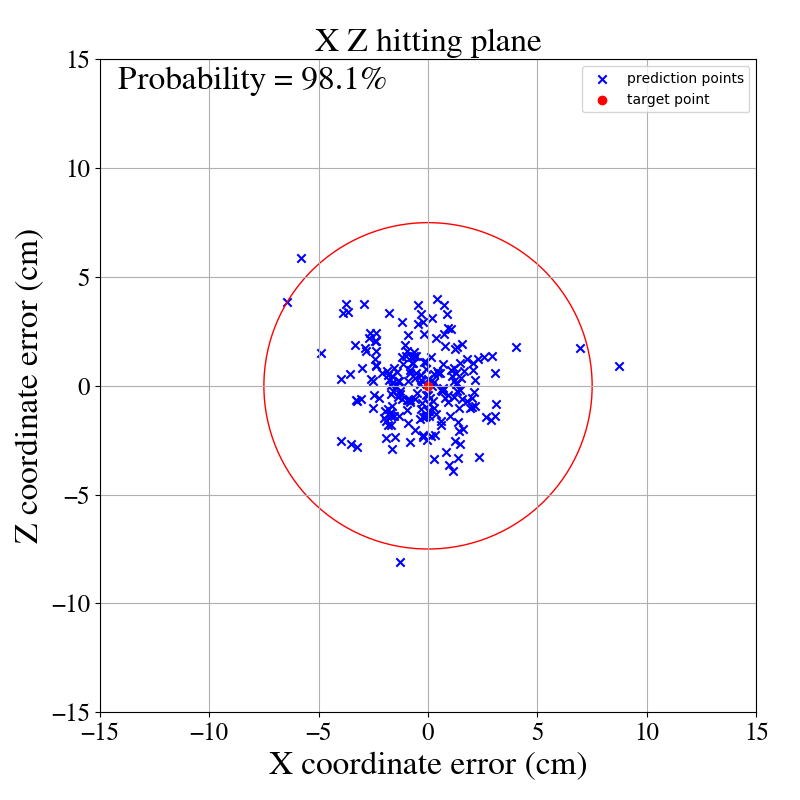 X Z hitting plane
Probability = 98.1%
prediction points
target point
15
10
5
0
−5
−10
−15
Z coordinate error (cm)
−15 −10 −5 0 5 10 15
X coordinate error (cm)